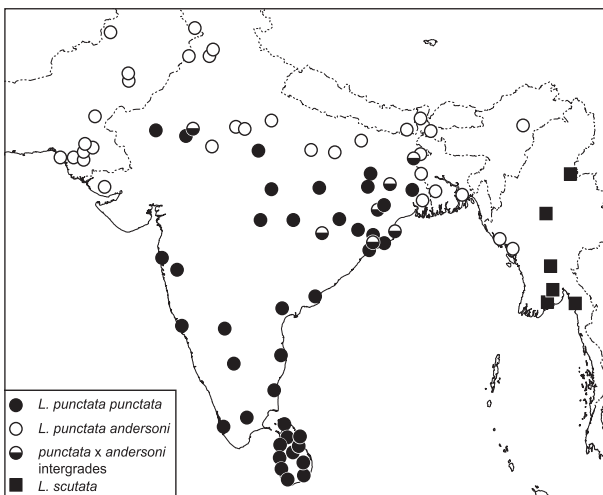 L. punctata punctata
L. punctata andersoni
punctata x andersoni
intergrades
L. scutata